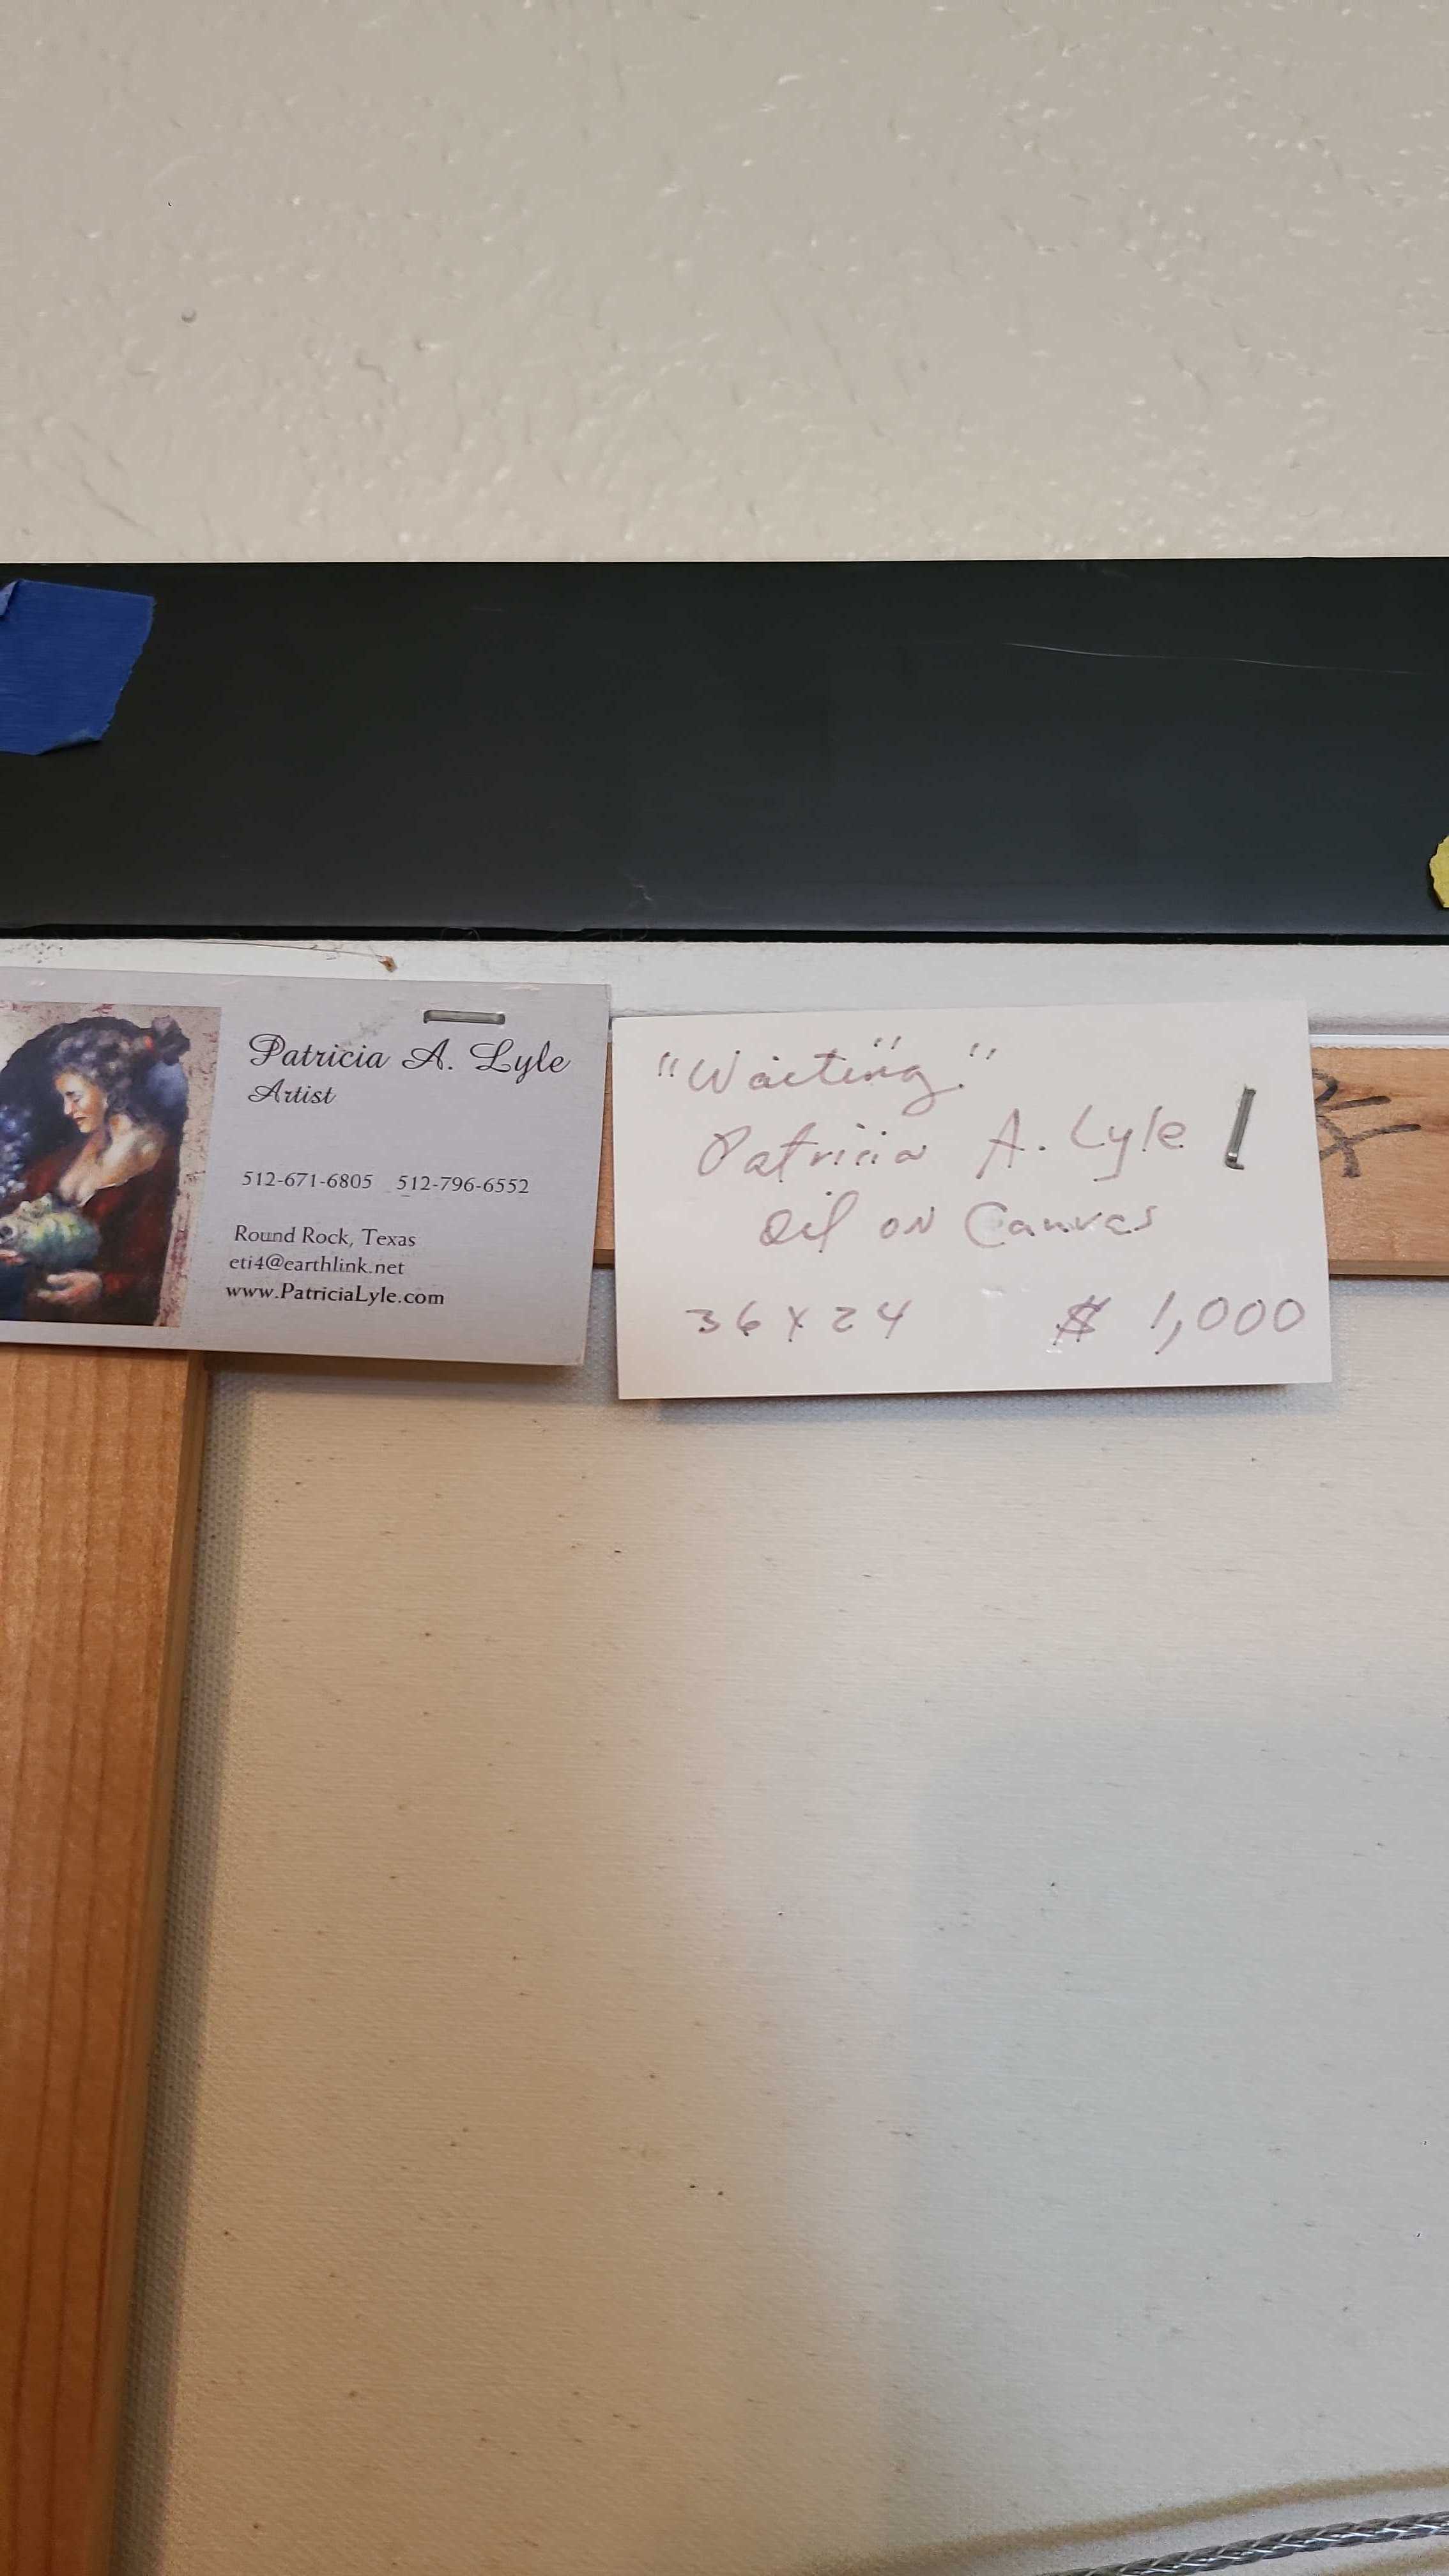 Patricia A. Lyle
Artist
512-671-6805 512-796-6552
Round Rock, Texas
eti4@earthlink.net
www.PatriciaLyle.com
"Waiting."
Patricia A. Lyle
Oil on Canvas
36 x 24 $ 1,000